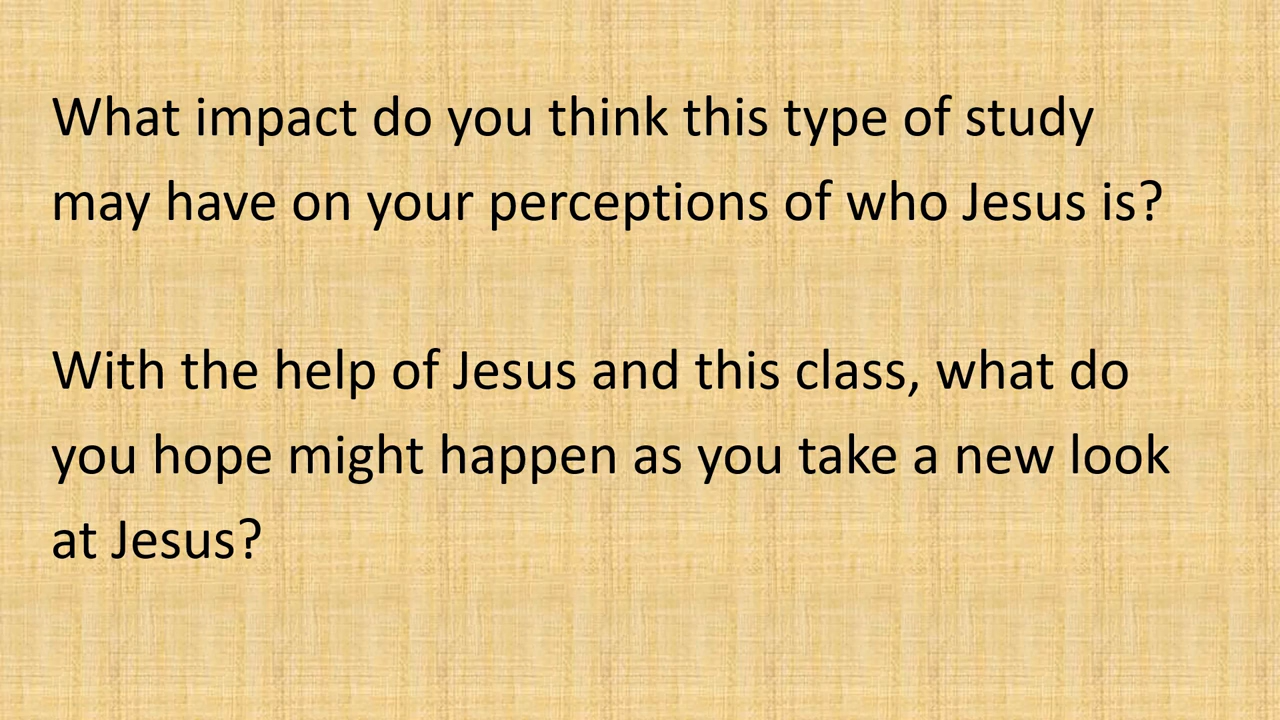 What impact do you think this type of study
may have on your perceptions of who Jesus is?
With the help of Jesus and this class, what do
you hope might happen as you take a new look
at Jesus?